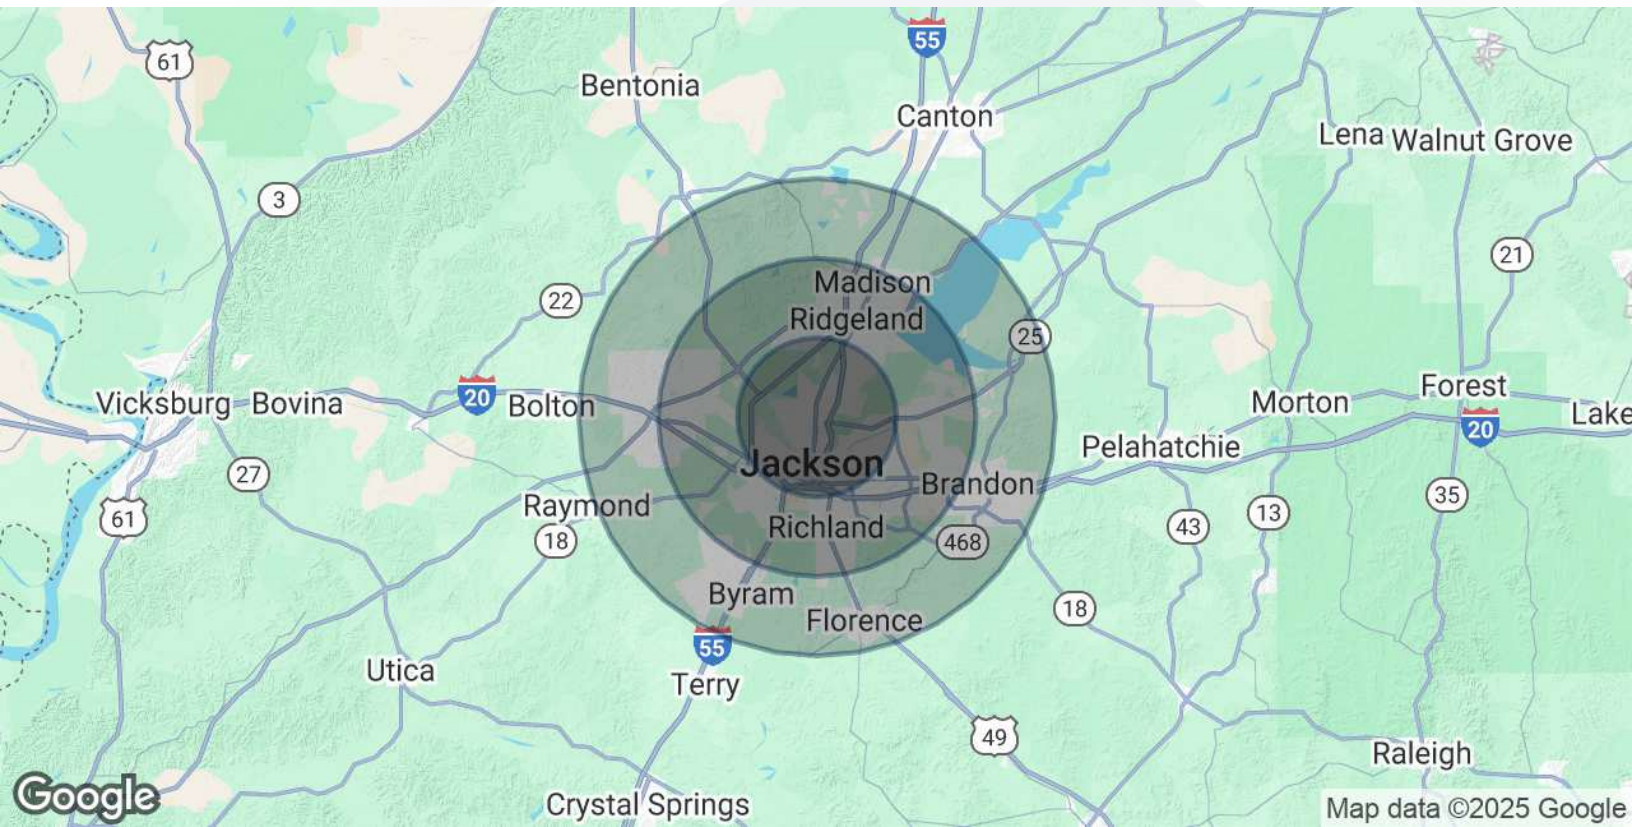 55
61
Bentonia
Canton
Lena
Walnut Grove
3
21
22
Madison
Ridgeland
25
20
Vicksburg
Bovina
Bolton
Morton
Forest
Lake
20
Pelahatchie
Jackson
27
Brandon
35
61
Raymond
18
Richland
468
43
13
Byram
Florence
18
55
Utica
Terry
49
Raleigh
Google
Crystal Springs
Map data ©2025 Google